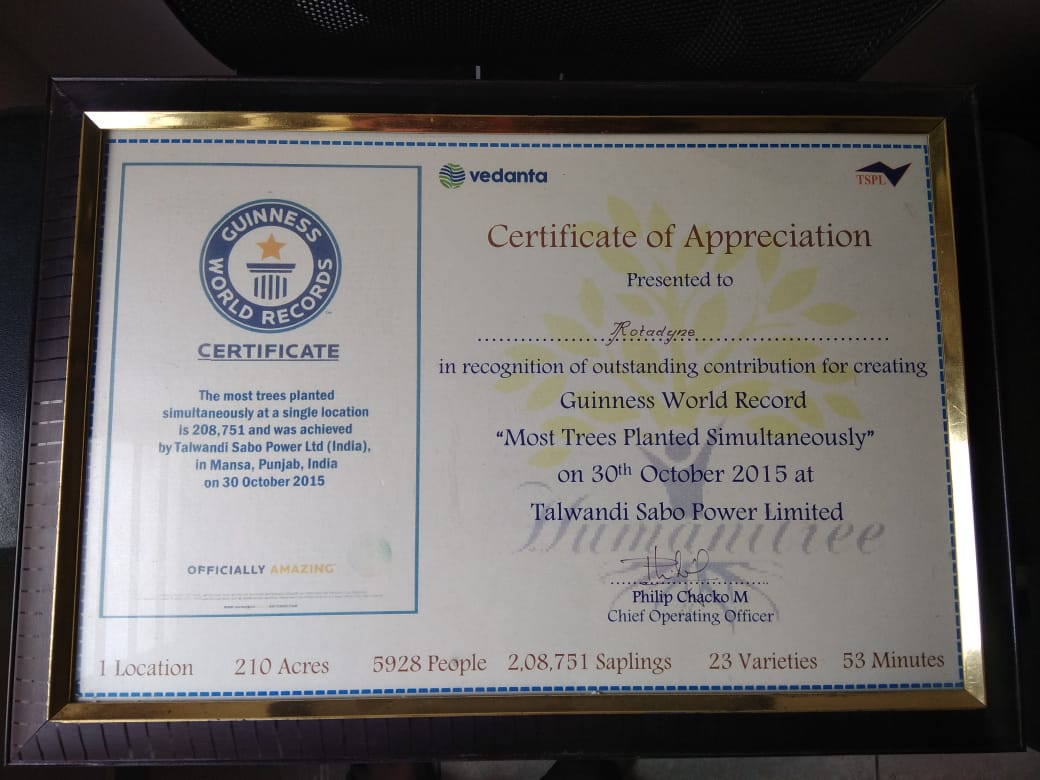 GUINNESS
WORLD RECORDS
CERTIFICATE
The most trees planted
simultaneously at a single location
is 208,751 and was achieved
by Talwandi Sabo Power Ltd (India),
in Mansa, Punjab, India
on 30 October 2015
OFFICIALLY AMAZING
vedanta
TSPL
Certificate of Appreciation
Presented to
Rotadyne
in recognition of outstanding contribution for creating
Guinness World Record
“Most Trees Planted Simultaneously”
on 30th October 2015 at
Talwandi Sabo Power Limited
Humanitree
Philip Chacko M
Chief Operating Officer
1 Location 210 Acres 5928 People 2,08,751 Saplings 23 Varieties 53 Minutes